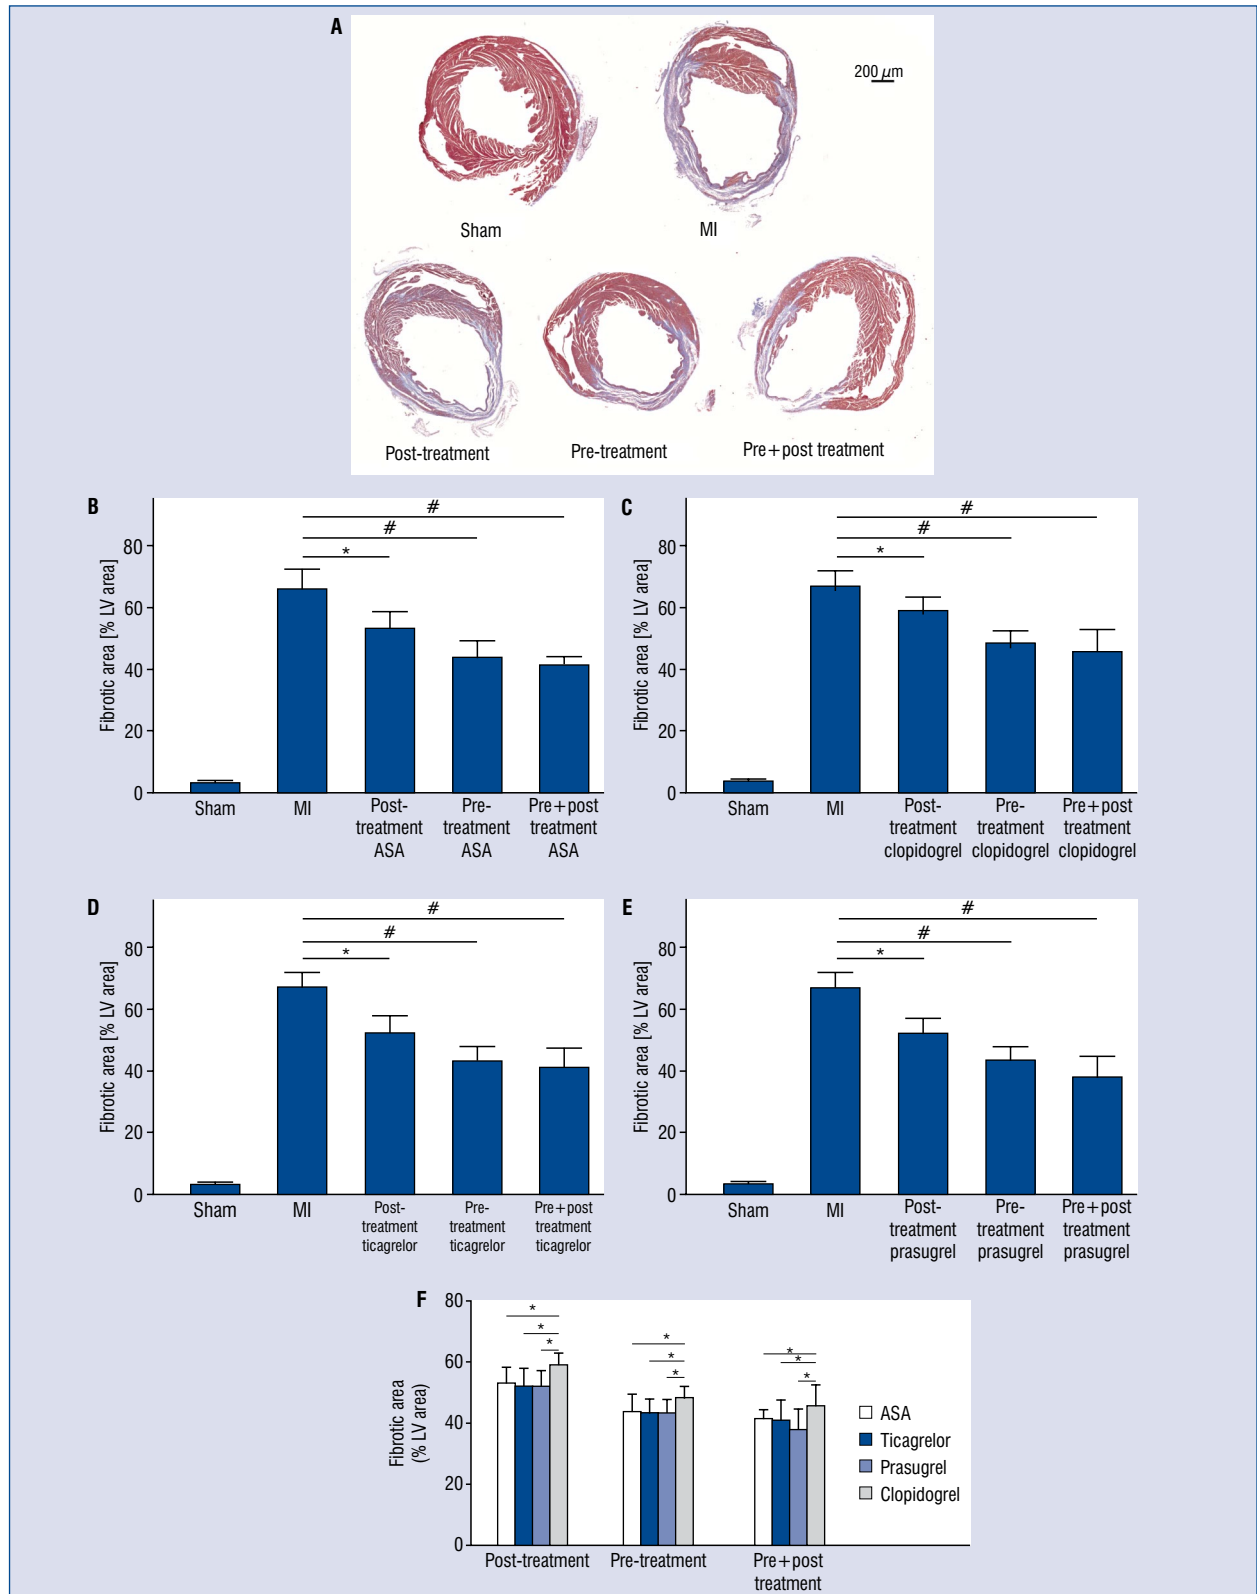 A
200 µm
Sham
MI
Post-treatment
Pre-treatment
Pre+post treatment
B
Fibrotic area [% LV area]
80
60
40
20
0
#
#
*
Sham
MI
Post-
treatment
ASA
Pre-
treatment
ASA
Pre+post
treatment
ASA
C
Fibrotic area [% LV area]
80
60
40
20
0
#
#
*
Sham
MI
Post-
treatment
clopidogrel
Pre-
treatment
clopidogrel
Pre+post
treatment
clopidogrel
D
Fibrotic area [% LV area]
80
60
40
20
0
#
#
*
Sham
MI
Post-
treatment
ticagrelor
Pre-
treatment
ticagrelor
Pre+post
treatment
ticagrelor
E
Fibrotic area [% LV area]
80
60
40
20
0
#
#
*
Sham
MI
Post-
treatment
prasugrel
Pre-
treatment
prasugrel
Pre+post
treatment
prasugrel
F
Fibrotic area
(% LV area)
80
60
40
20
0
*
*
*
*
*
*
*
*
*
Post-treatment
Pre-treatment
Pre+post
treatment
ASA
Ticagrelor
Prasugrel
Clopidogrel